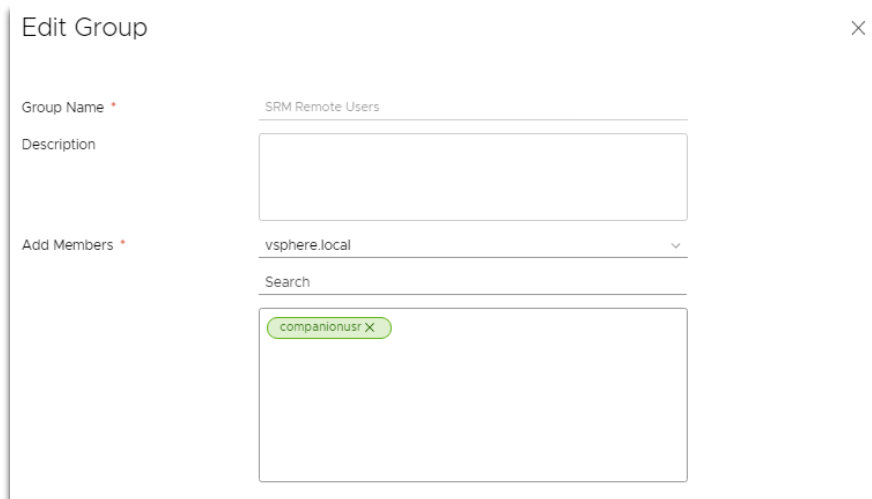 Edit Group
Group Name *
SRM Remote Users
Description
Add Members *
vsphere.local
Search
companionusr